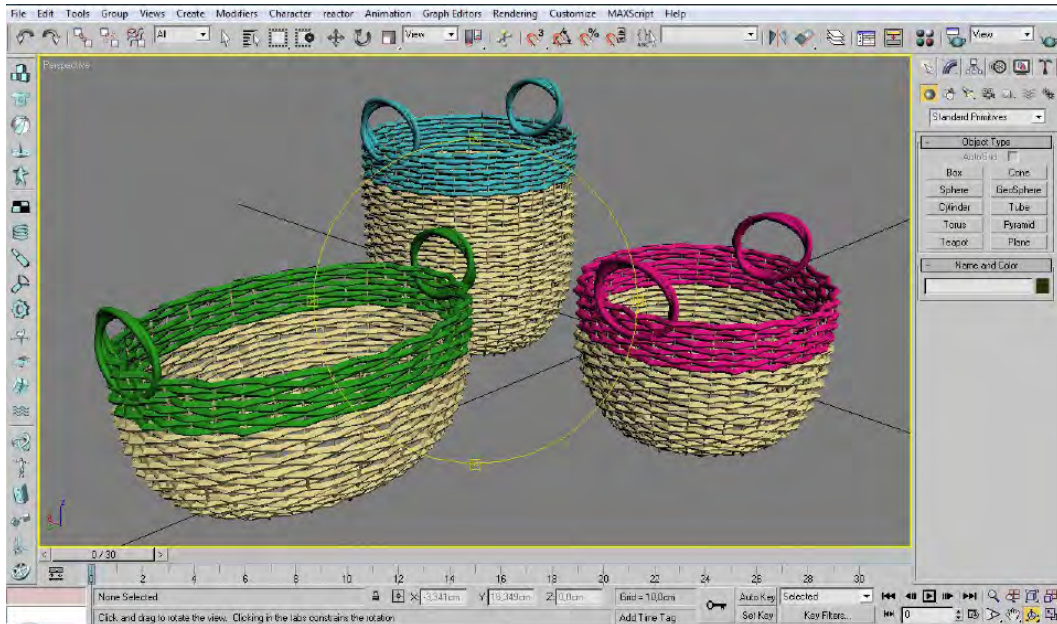 File Edit Tools Group Views Create Modifiers Character reactor Animation Graph Editors Rendering Customize MAXScript Help
All View View
Perspective
Standard Primitives
- Object Type
AutoGrid
Box Cone
Sphere GeoSphere
Cylinder Tube
Torus Pyramid
Teapot Plane
- Name and Color
< 0 / 30 >
0 2 4 6 8 10 12 14 16 18 20 22 24 26 28 30
None Selected X: -3,341cm Y: 16,349cm Z: 0,0cm Grid = 10,0cm Auto Key Selected
Click and drag to rotate the view. Clicking in the tabs constrains the rotation Add Time Tag Set Key Key Filters... 0